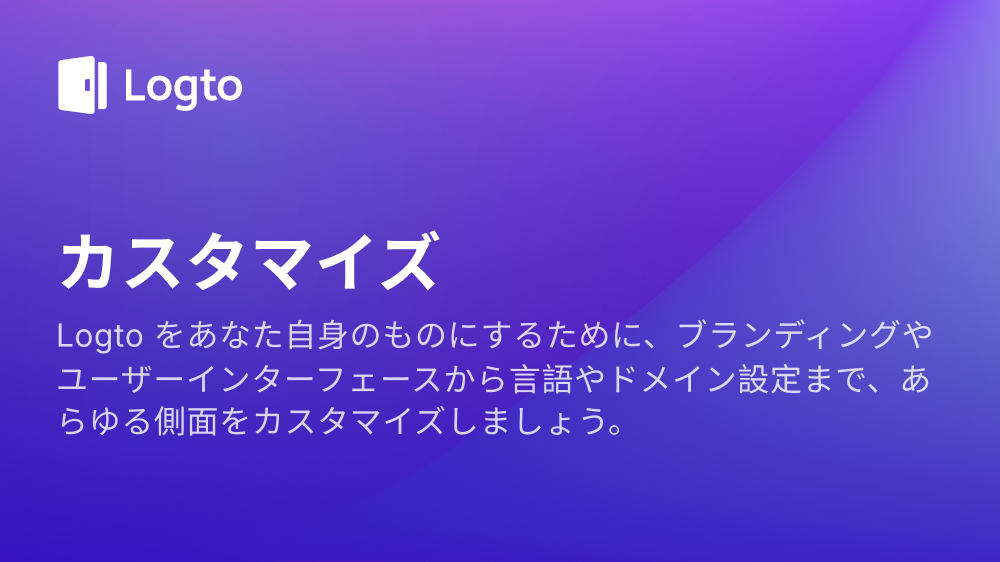 Logto
カスタマイズ
Logto をあなた自身のものにするために、ブランディングや
ユーザーインターフェースから言語やドメイン設定まで、あ
らゆる側面をカスタマイズしましょう。